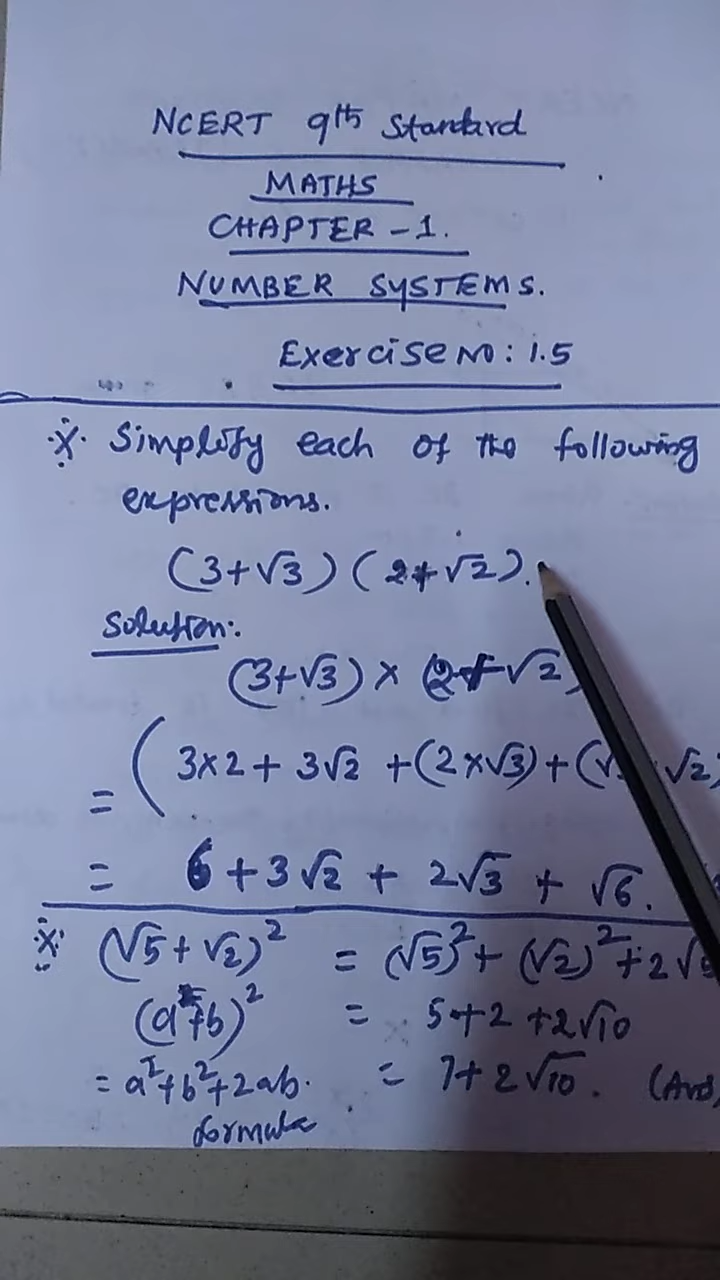 NCERT 9th Standard
MATHS
CHAPTER - 1.
NUMBER SYSTEMS.
Exercise NO : 1.5
Simplify each of the following
expressions.
(3+√3) (2+√2).
Solution:
(3+√3) × (2+√2)
= (3×2 + 3√2 + (2×√3) + (√ √2)
= 6 + 3√2 + 2√3 + √6.
(√5 + √2)² = (√5)² + (√2)² + 2√5
(a+b)² = 5+2 +2√10
= a²+b²+2ab. = 7+2√10. (Ans)
formula